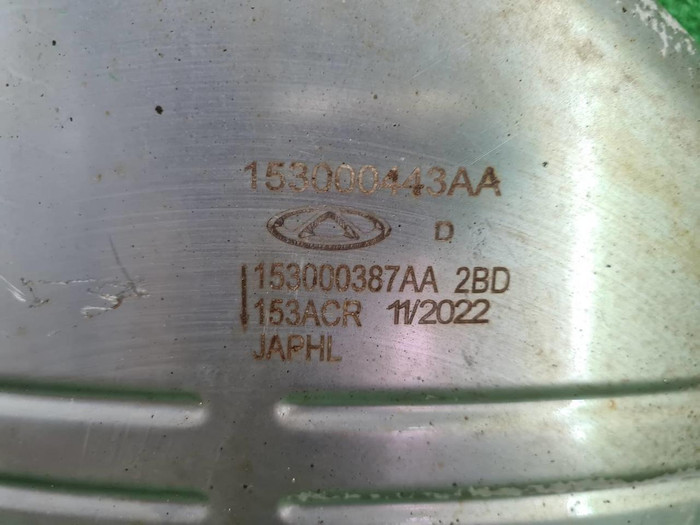 153000443AA
D
153000387AA 2BD
153ACR 11/2022
JAPHL